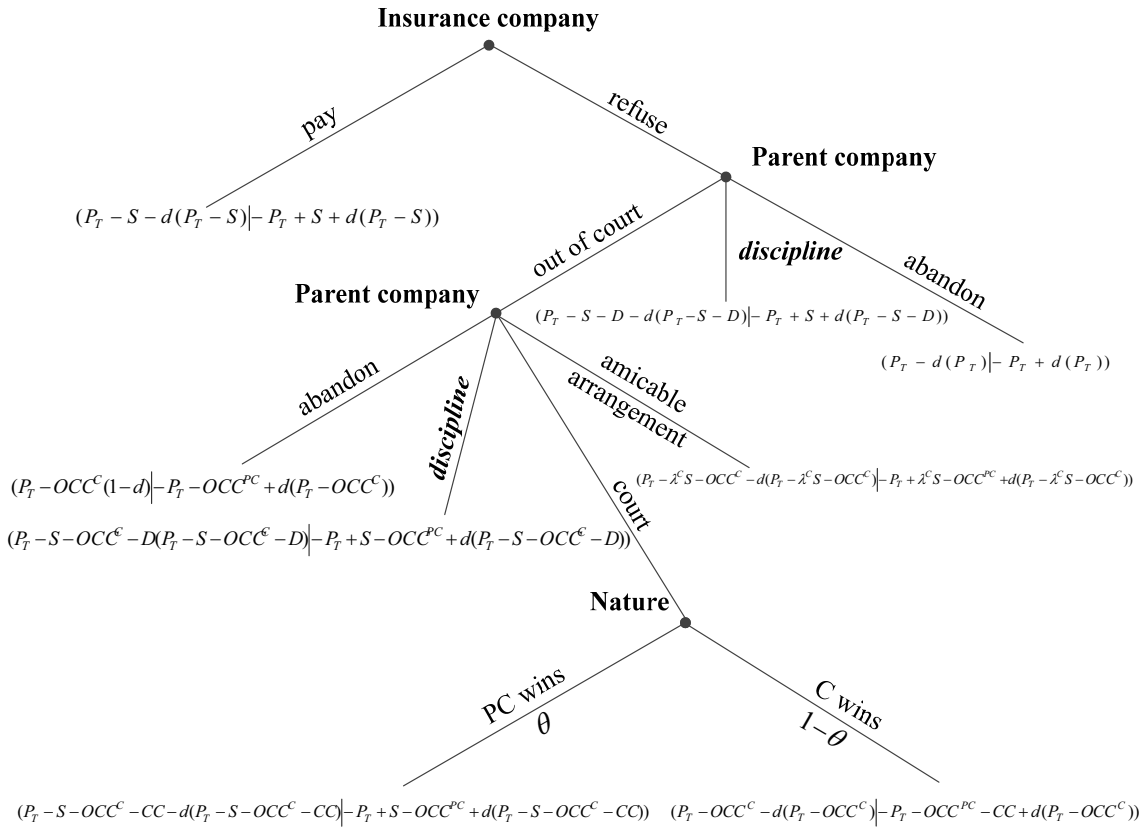 Insurance company
pay
refuse
Parent company
(P_T − S − d(P_T − S)|− P_T + S + d(P_T − S))
out of court
discipline
abandon
Parent company
(P_T − S − D − d(P_T − S − D)|− P_T + S + d(P_T − S − D))
(P_T − d(P_T)|− P_T + d(P_T))
abandon
discipline
amicable
arrangement
court
(P_T − OCC^C(1−d)|−P_T − OCC^PC + d(P_T − OCC^C))
(P_T − λ^C S − OCC^C − d(P_T − λ^C S − OCC^C)|−P_T + λ^C S − OCC^PC + d(P_T − λ^C S − OCC^C))
(P_T − S − OCC^C − D(P_T − S − OCC^C − D)|−P_T + S − OCC^PC + d(P_T − S − OCC^C − D))
Nature
PC wins
θ
C wins
1−θ
(P_T − S − OCC^C − CC − d(P_T − S − OCC^C − CC)|−P_T + S − OCC^PC + d(P_T − S − OCC^C − CC))
(P_T − OCC^C − d(P_T − OCC^C)|−P_T − OCC^PC − CC + d(P_T − OCC^C))